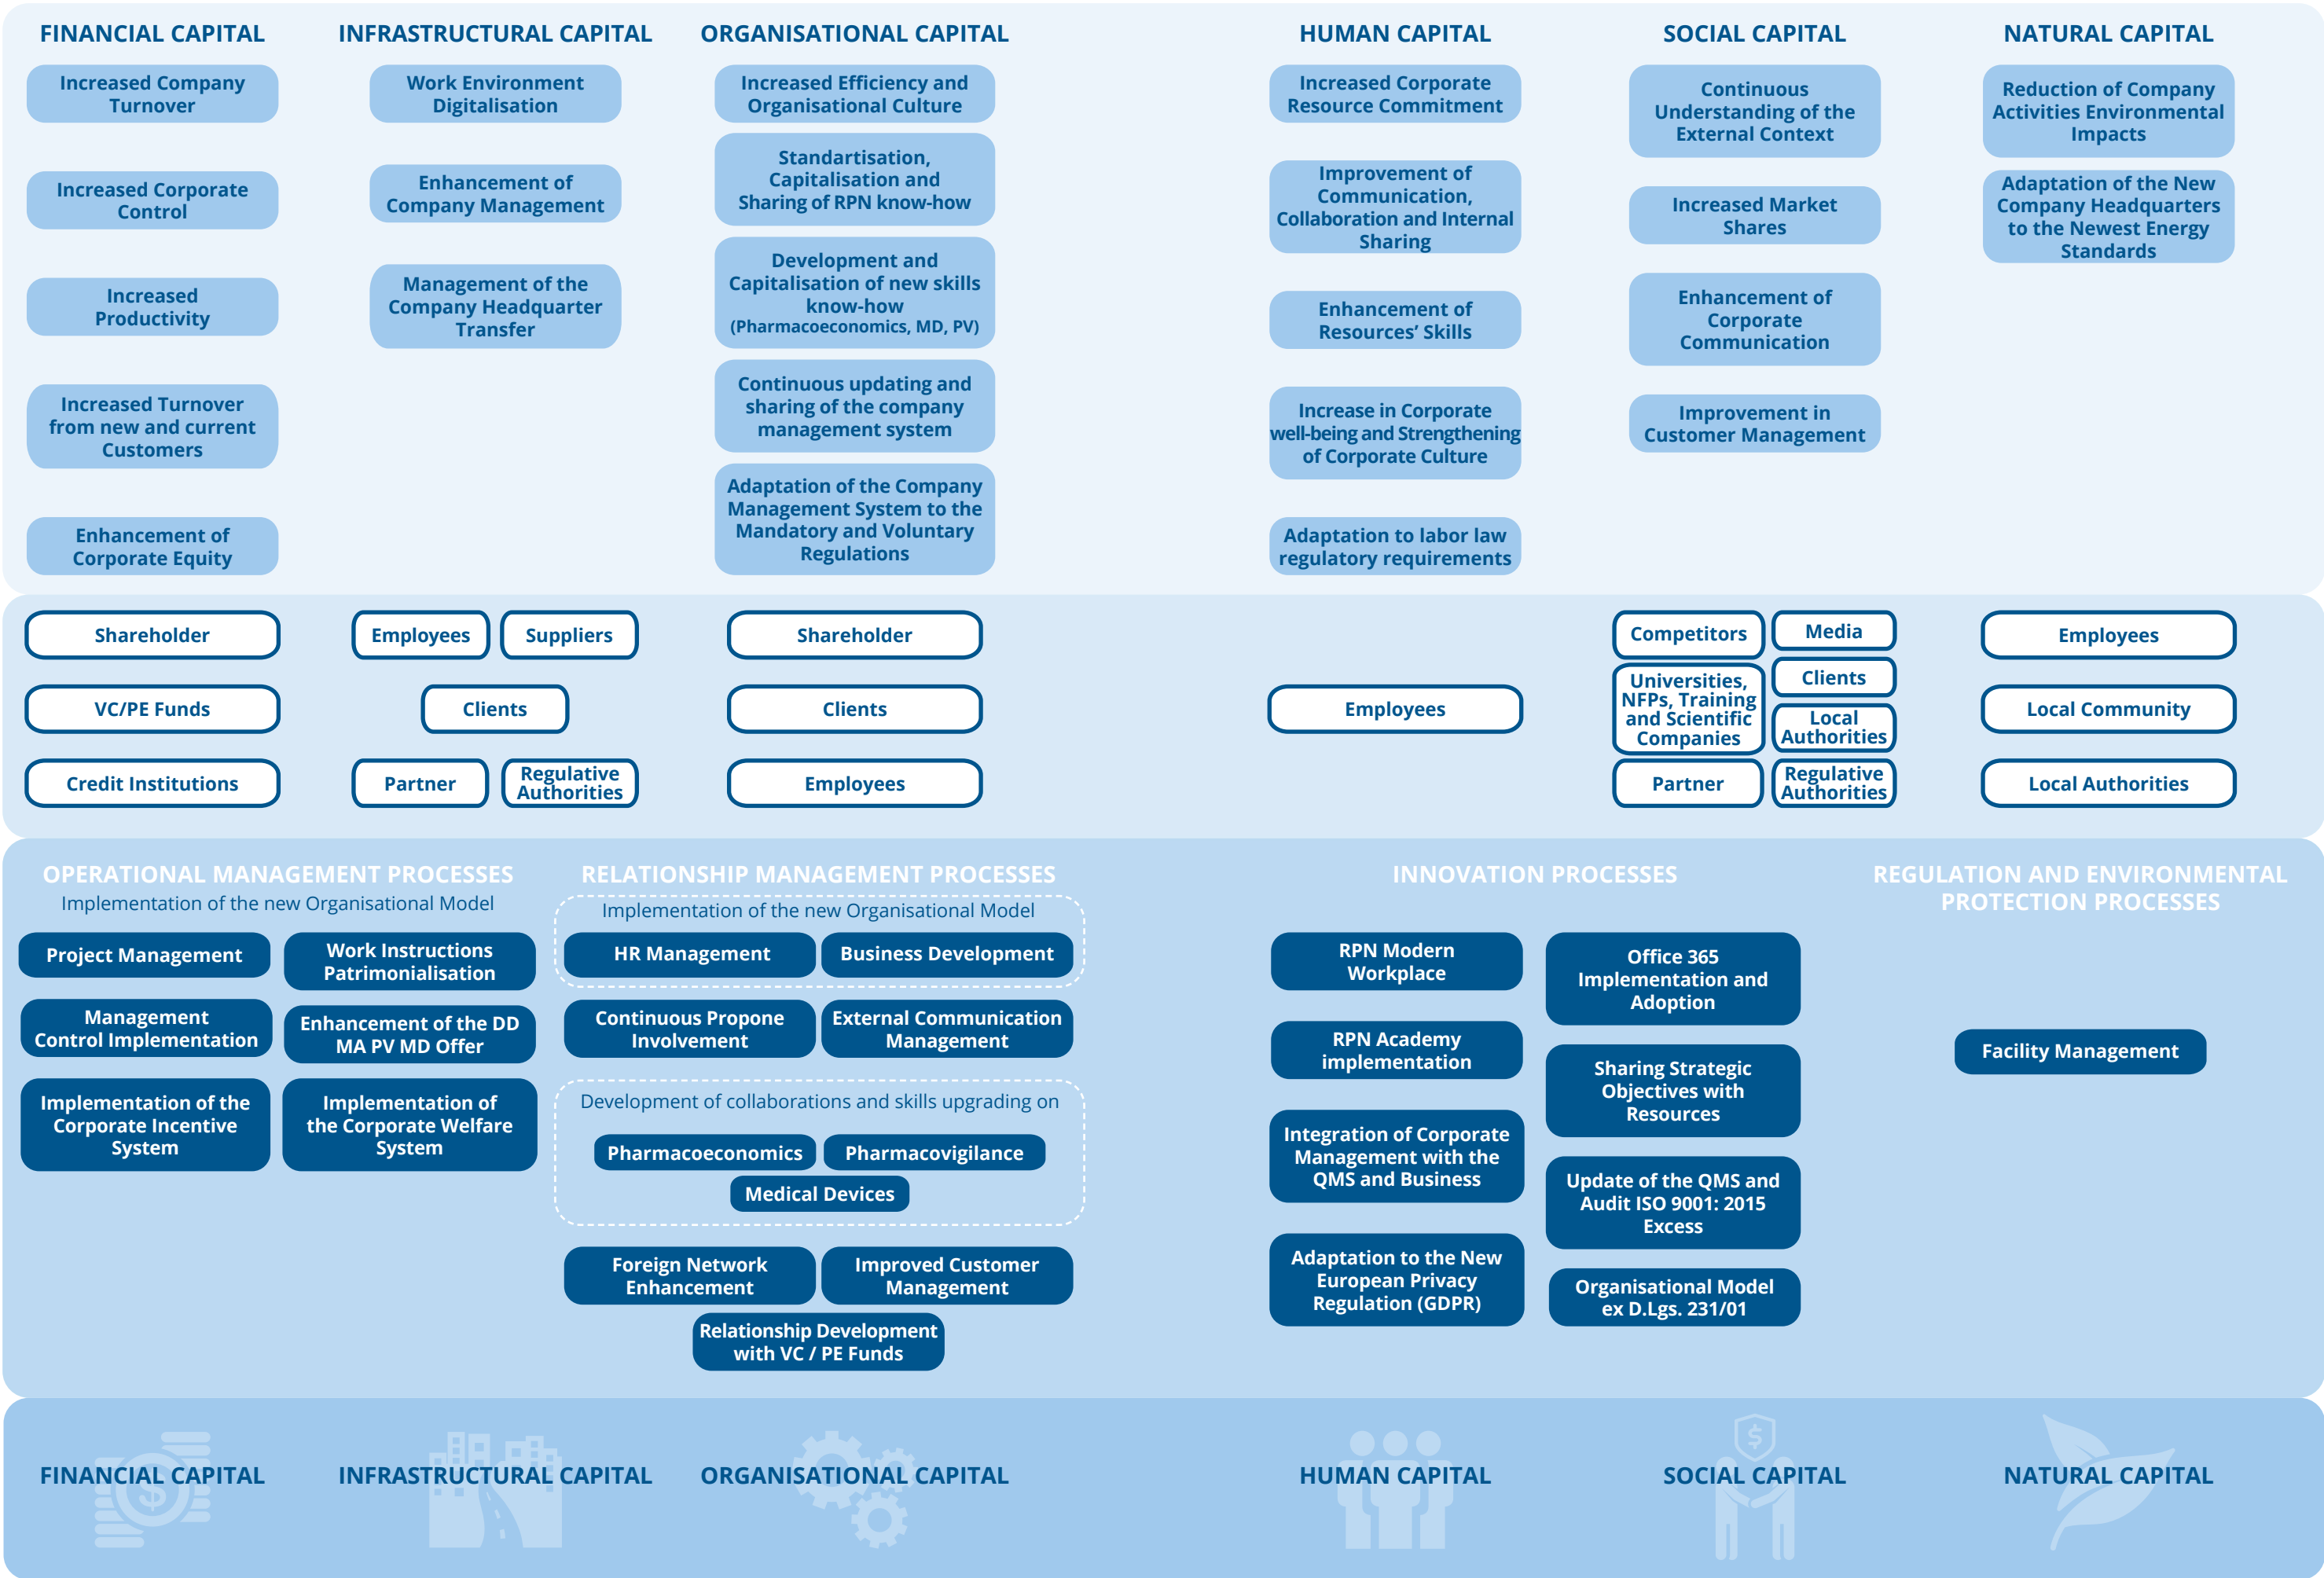 FINANCIAL CAPITAL
Increased Company
Turnover
Increased Corporate
Control
Increased
Productivity
Increased Turnover
from new and current
Customers
Enhancement of
Corporate Equity
INFRASTRUCTURAL CAPITAL
Work Environment
Digitalisation
Enhancement of
Company Management
Management of the
Company Headquarter
Transfer
ORGANISATIONAL CAPITAL
Increased Efficiency and
Organisational Culture
Standartisation,
Capitalisation and
Sharing of RPN know-how
Development and
Capitalisation of new skills
know-how
(Pharmacoeconomics, MD, PV)
Continuous updating and
sharing of the company
management system
Adaptation of the Company
Management System to the
Mandatory and Voluntary
Regulations
HUMAN CAPITAL
Increased Corporate
Resource Commitment
Improvement of
Communication,
Collaboration and Internal
Sharing
Enhancement of
Resources’ Skills
Increase in Corporate
well-being and Strengthening
of Corporate Culture
Adaptation to labor law
regulatory requirements
SOCIAL CAPITAL
Continuous
Understanding of the
External Context
Increased Market
Shares
Enhancement of
Corporate
Communication
Improvement in
Customer Management
NATURAL CAPITAL
Reduction of Company
Activities Environmental
Impacts
Adaptation of the New
Company Headquarters
to the Newest Energy
Standards
Shareholder
VC/PE Funds
Credit Institutions
Employees
Suppliers
Clients
Partner
Regulative
Authorities
Shareholder
Clients
Employees
Employees
Competitors
Media
Universities,
NFPs, Training
and Scientific
Companies
Clients
Local
Authorities
Partner
Regulative
Authorities
Employees
Local Community
Local Authorities
OPERATIONAL MANAGEMENT PROCESSES
Implementation of the new Organisational Model
Project Management
Work Instructions
Patrimonialisation
Management
Control Implementation
Enhancement of the DD
MA PV MD Offer
Implementation of the
Corporate Incentive
System
Implementation of
the Corporate Welfare
System
RELATIONSHIP MANAGEMENT PROCESSES
Implementation of the new Organisational Model
HR Management
Business Development
Continuous Propone
Involvement
External Communication
Management
Development of collaborations and skills upgrading on
Pharmacoeconomics
Pharmacovigilance
Medical Devices
Foreign Network
Enhancement
Improved Customer
Management
Relationship Development
with VC / PE Funds
INNOVATION PROCESSES
RPN Modern
Workplace
Office 365
Implementation and
Adoption
RPN Academy
implementation
Sharing Strategic
Objectives with
Resources
Integration of Corporate
Management with the
QMS and Business
Update of the QMS and
Audit ISO 9001: 2015
Excess
Adaptation to the New
European Privacy
Regulation (GDPR)
Organisational Model
ex D.Lgs. 231/01
REGULATION AND ENVIRONMENTAL
PROTECTION PROCESSES
Facility Management
FINANCIAL CAPITAL
INFRASTRUCTURAL CAPITAL
ORGANISATIONAL CAPITAL
HUMAN CAPITAL
SOCIAL CAPITAL
NATURAL CAPITAL